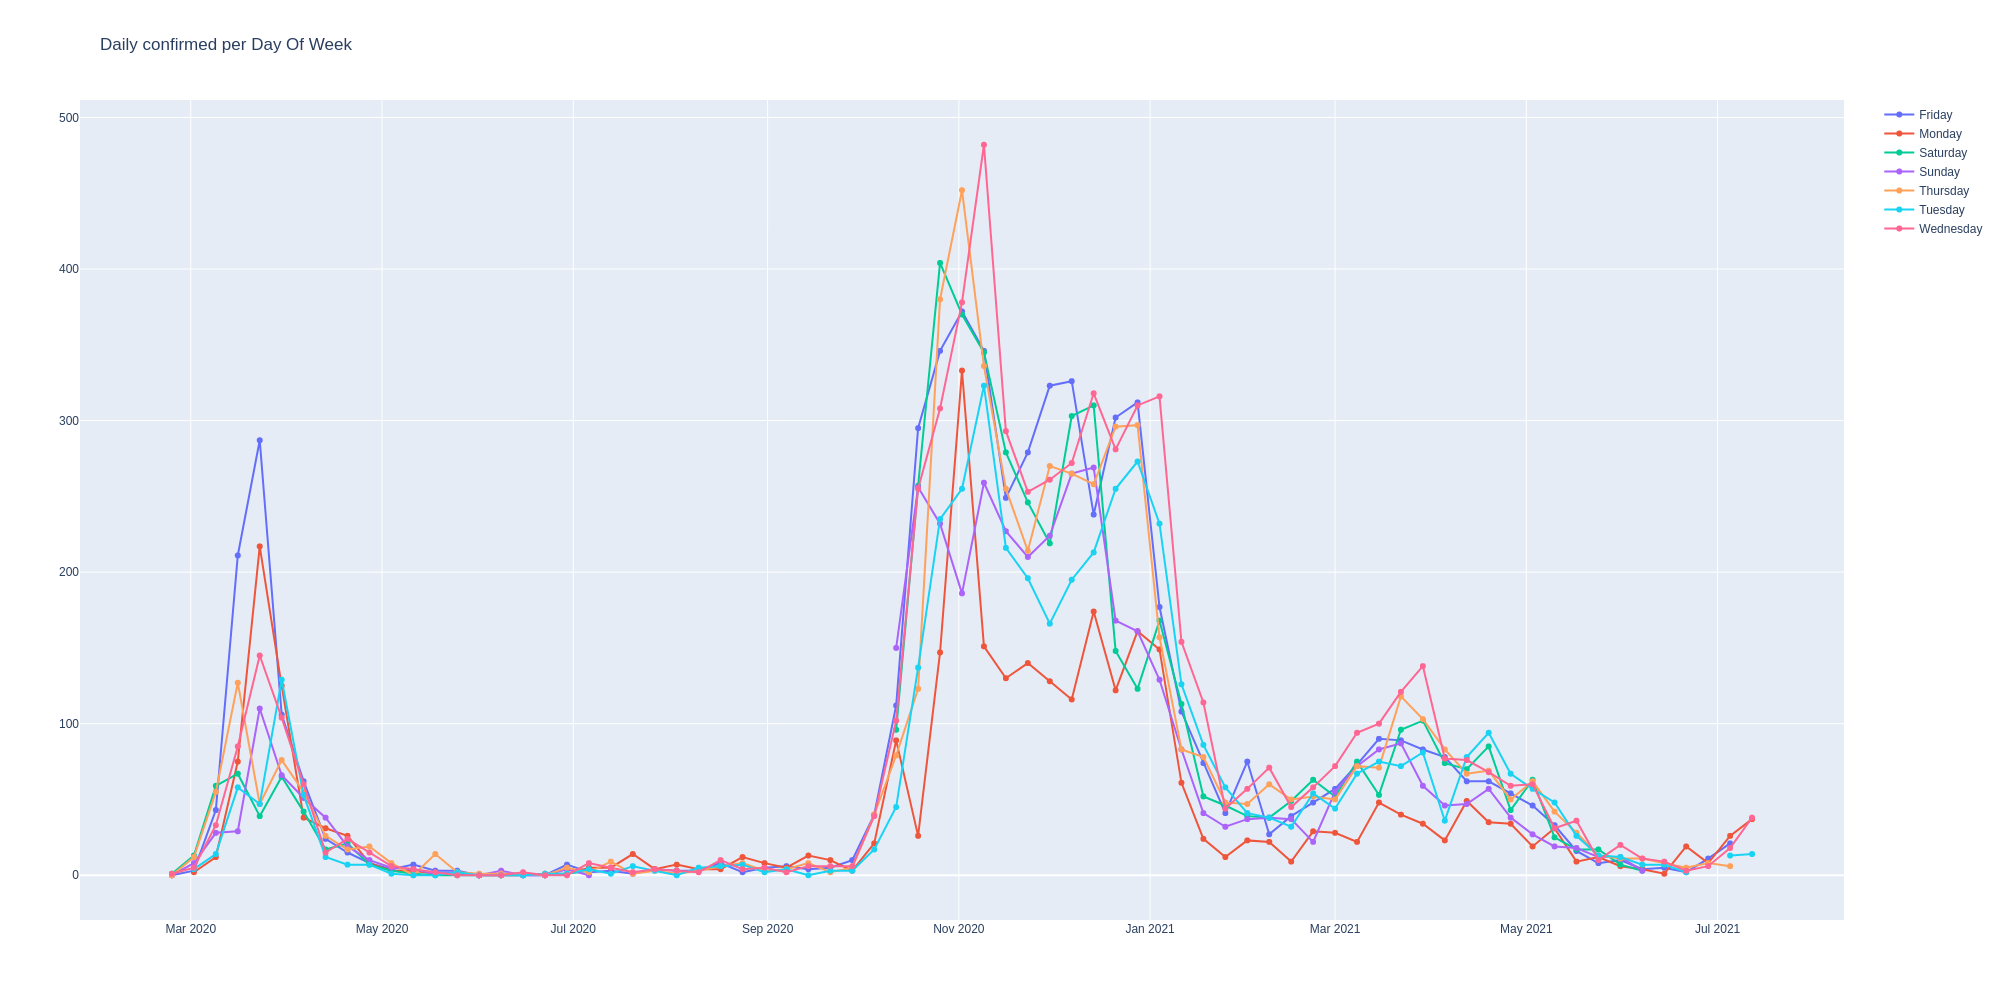 Daily confirmed per Day Of Week
500
400
300
200
100
0
Mar 2020
May 2020
Jul 2020
Sep 2020
Nov 2020
Jan 2021
Mar 2021
May 2021
Jul 2021
Friday
Monday
Saturday
Sunday
Thursday
Tuesday
Wednesday